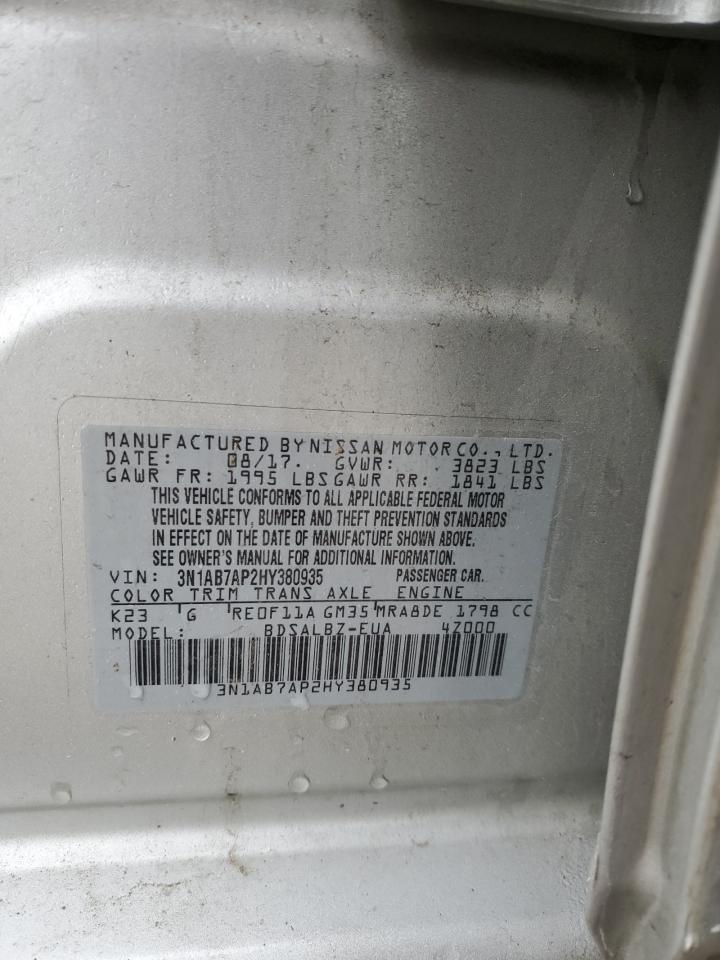 MANUFACTURED BY NISSAN MOTOR CO., LTD.
DATE: 08/17. GVWR: 3823 LBS
GAWR FR: 1995 LBS GAWR RR: 1841 LBS
THIS VEHICLE CONFORMS TO ALL APPLICABLE FEDERAL MOTOR
VEHICLE SAFETY, BUMPER AND THEFT PREVENTION STANDARDS
IN EFFECT ON THE DATE OF MANUFACTURE SHOWN ABOVE.
SEE OWNER'S MANUAL FOR ADDITIONAL INFORMATION.
VIN: 3N1AB7AP2HY380935 PASSENGER CAR.
COLOR TRIM TRANS AXLE ENGINE
K23 G RE0F11A GM35 MRA8DE 1798 CC
MODEL: BDSALBZ-EUA 4Z000
3N1AB7AP2HY380935